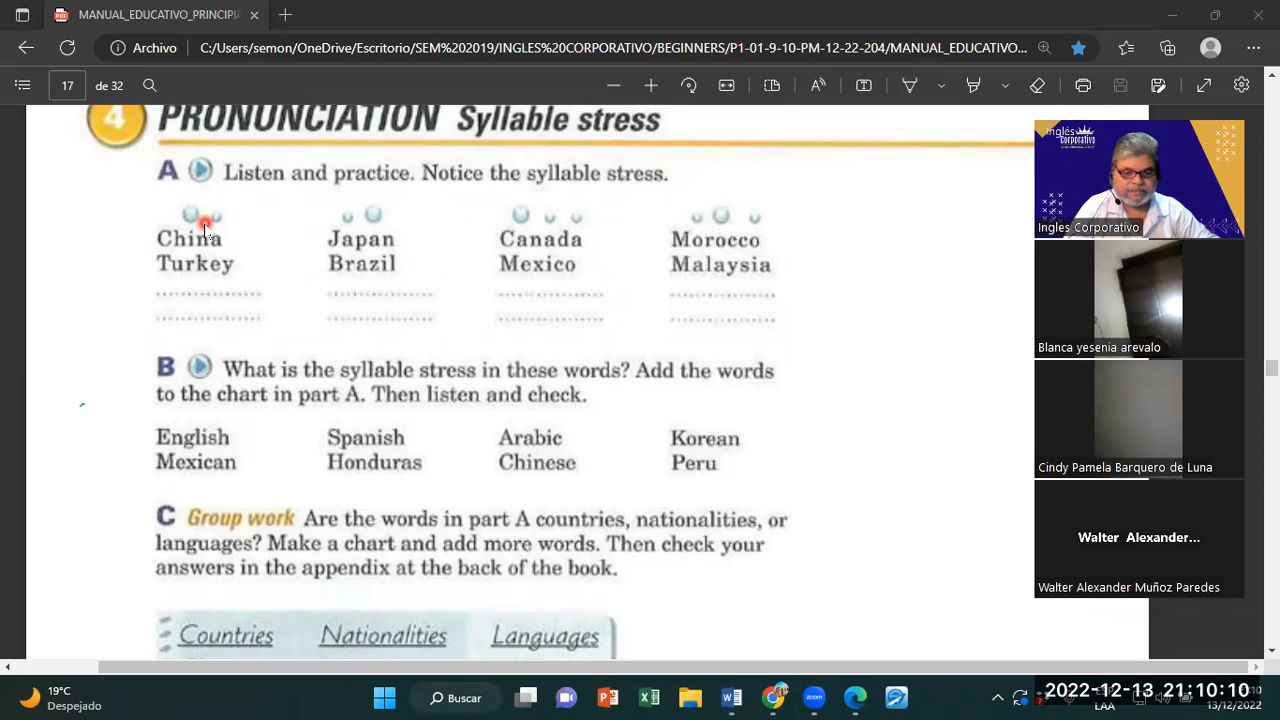 MANUAL_EDUCATIVO_PRINCIPIA
Archivo
C:/Users/semon/OneDrive/Escritorio/SEM%202019/INGLES%20CORPORATIVO/BEGINNERS/P1-01-9-10-PM-12-22-204/MANUAL_EDUCATIVO...
17 de 32
4 PRONUNCIATION Syllable stress
A Listen and practice. Notice the syllable stress.
China Japan Canada Morocco
Turkey Brazil Mexico Malaysia
B What is the syllable stress in these words? Add the words
to the chart in part A. Then listen and check.
English Spanish Arabic Korean
Mexican Honduras Chinese Peru
C Group work Are the words in part A countries, nationalities, or
languages? Make a chart and add more words. Then check your
answers in the appendix at the back of the book.
Countries Nationalities Languages
Inglés
Corporativo
Ingles Corporativo
Blanca yesenia arevalo
Cindy Pamela Barquero de Luna
Walter Alexander...
Walter Alexander Muñoz Paredes
19°C
Despejado
Buscar
LAA
2022-12-13 21:10:10
13/12/2022